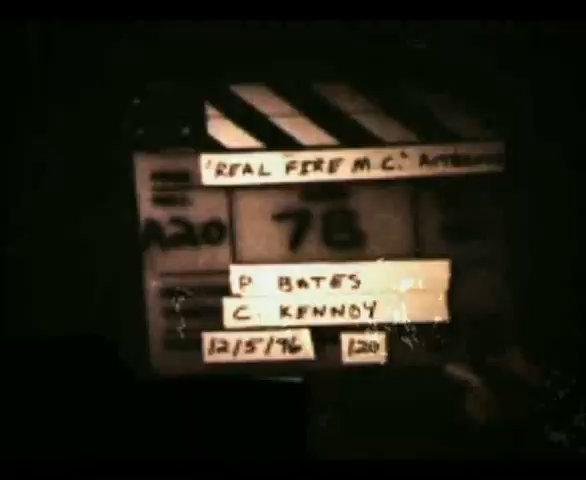 "REAL FIRE M.C."
A20 78
P BATES
C. KENNDY
12/5/96 120